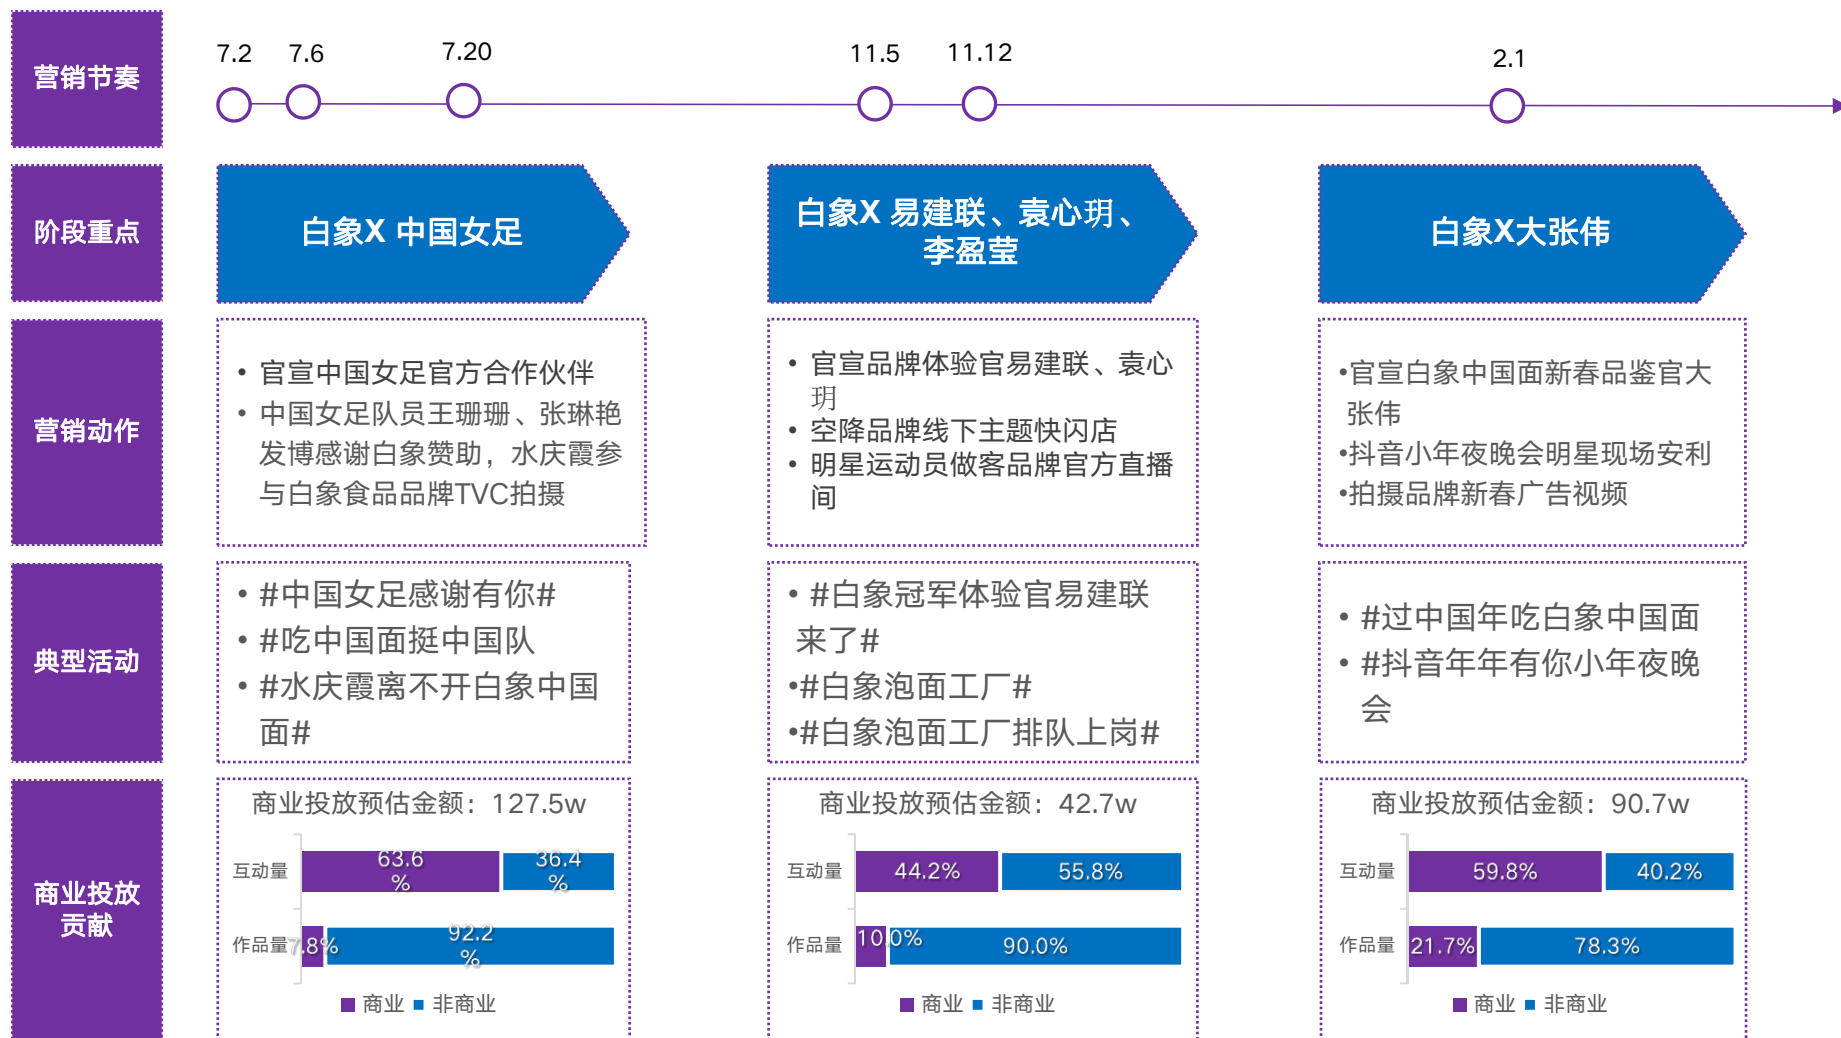 营销节奏
7.2
7.6
7.20
11.5
11.12
2.1
阶段重点
白象X 中国女足
白象X 易建联、袁心玥、
李盈莹
白象X大张伟
营销动作
• 官宣中国女足官方合作伙伴
• 中国女足队员王珊珊、张琳艳
发博感谢白象赞助，水庆霞参
与白象食品品牌TVC拍摄
• 官宣品牌体验官易建联、袁心
玥
• 空降品牌线下主题快闪店
• 明星运动员做客品牌官方直播
间
•官宣白象中国面新春品鉴官大
张伟
•抖音小年夜晚会明星现场安利
•拍摄品牌新春广告视频
典型活动
• #中国女足感谢有你#
• #吃中国面挺中国队
• #水庆霞离不开白象中国
面#
• #白象冠军体验官易建联
来了#
•#白象泡面工厂#
•#白象泡面工厂排队上岗#
• #过中国年吃白象中国面
• #抖音年年有你小年夜晚
会
商业投放
贡献
商业投放预估金额：127.5w
互动量
63.6
%
36.4
%
作品量
7.8%
92.2
%
商业
非商业
商业投放预估金额：42.7w
互动量
44.2%
55.8%
作品量
10.0%
90.0%
商业
非商业
商业投放预估金额：90.7w
互动量
59.8%
40.2%
作品量
21.7%
78.3%
商业
非商业